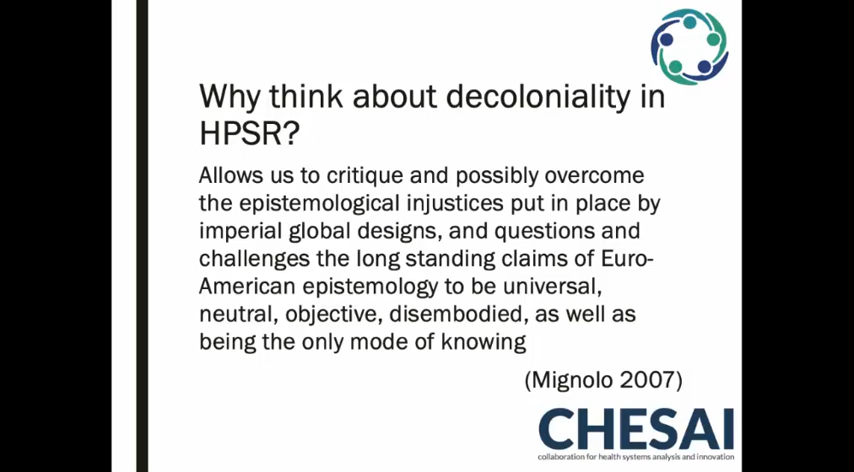 Why think about decoloniality in
HPSR?
Allows us to critique and possibly overcome
the epistemological injustices put in place by
imperial global designs, and questions and
challenges the long standing claims of Euro-
American epistemology to be universal,
neutral, objective, disembodied, as well as
being the only mode of knowing
(Mignolo 2007)
CHESAI
collaboration for health systems analysis and innovation